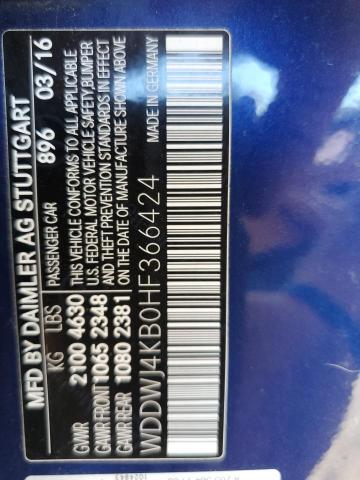 MFD BY DAIMLER AG STUTTGART
KG LBS PASSENGER CAR 896 03/16
GVWR 2100 4630 THIS VEHICLE CONFORMS TO ALL APPLICABLE
GAWR FRONT 1065 2348 U.S. FEDERAL MOTOR VEHICLE SAFETY, BUMPER
GAWR REAR 1080 2381 AND THEFT PREVENTION STANDARDS IN EFFECT
ON THE DATE OF MANUFACTURE SHOWN ABOVE
WDDWJ4KB0HF366424 MADE IN GERMANY